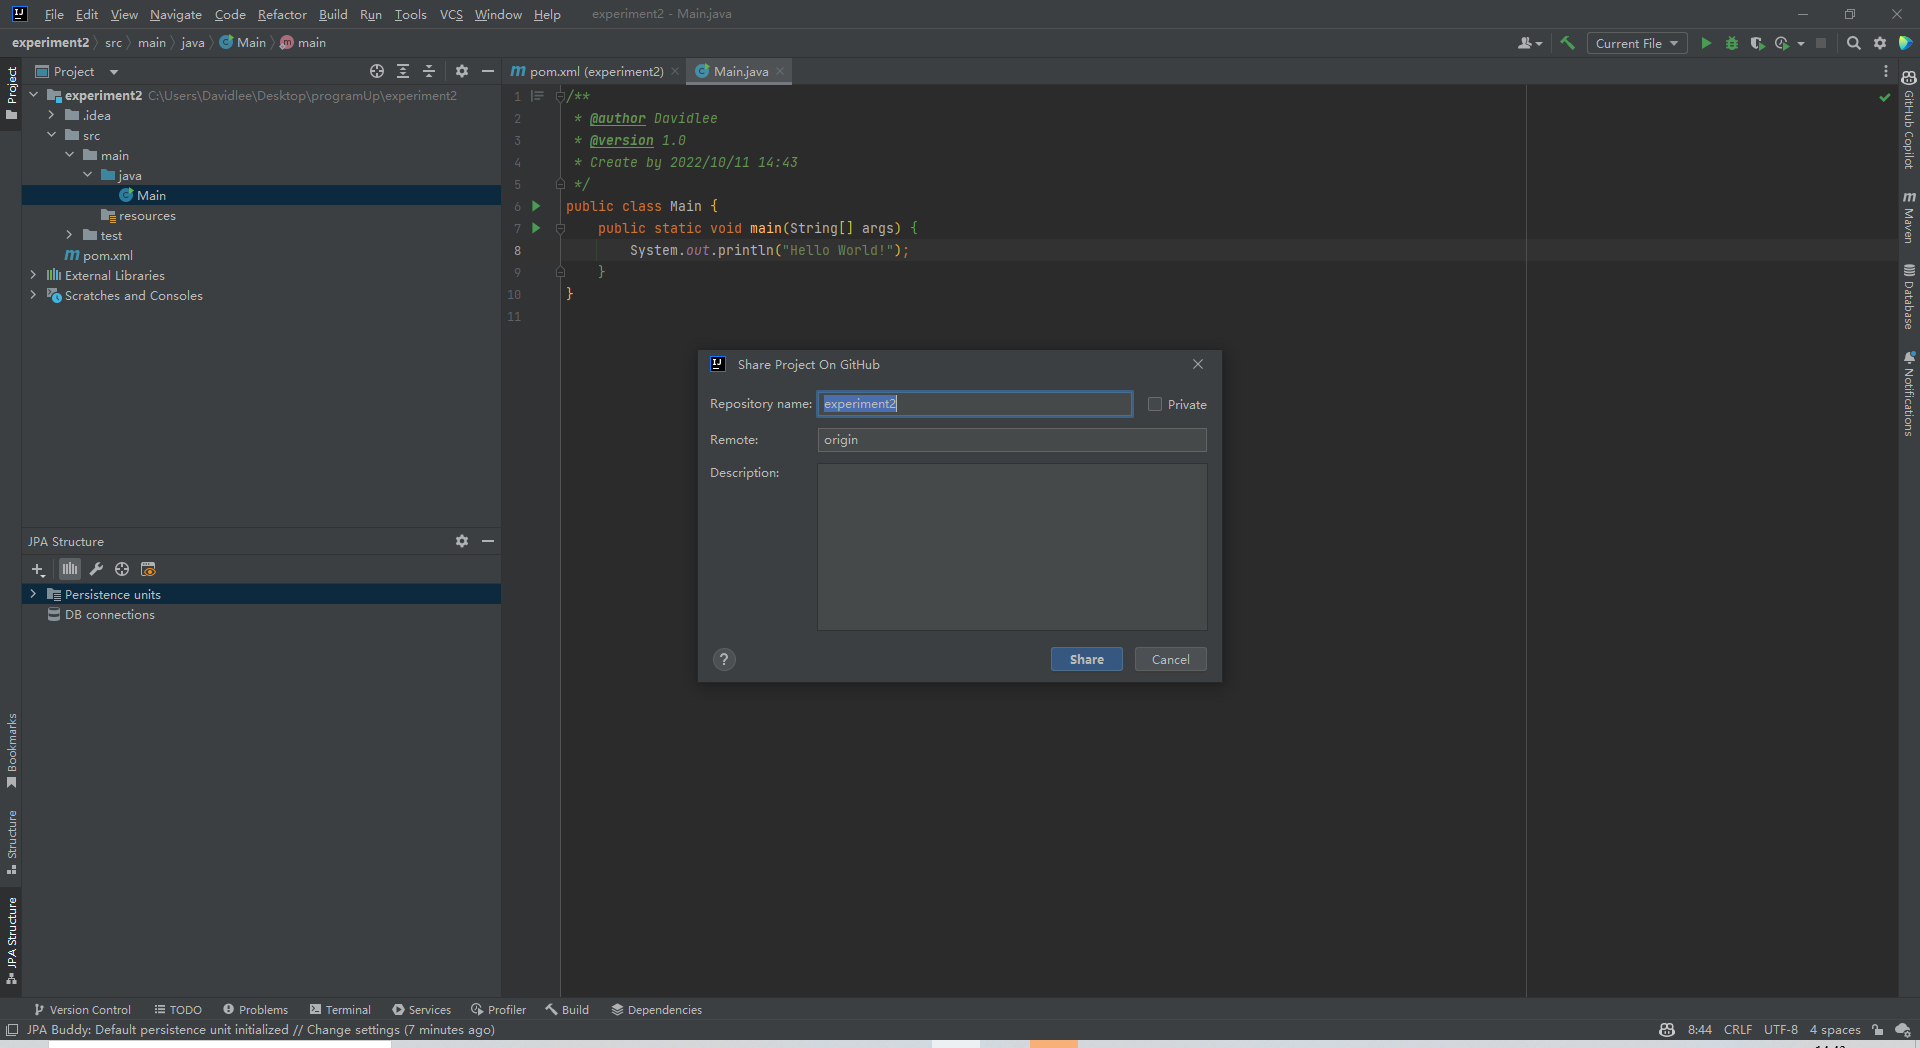 File Edit View Navigate Code Refactor Build Run Tools VCS Window Help experiment2 - Main.java
experiment2 src main java Main main
Current File
Project
Project
experiment2 C:\Users\Davidlee\Desktop\programUp\experiment2
.idea
src
main
java
Main
resources
test
pom.xml
External Libraries
Scratches and Consoles
JPA Structure
Persistence units
DB connections
Bookmarks
Structure
JPA Structure
pom.xml (experiment2) Main.java
1 /**
2 * @author Davidlee
3 * @version 1.0
4 * Create by 2022/10/11 14:43
5 */
6 public class Main {
7 public static void main(String[] args) {
8 System.out.println("Hello World!");
9 }
10 }
11
Share Project On GitHub
Repository name: experiment2 Private
Remote: origin
Description:
? Share Cancel
GitHub Copilot
Maven
Database
Notifications
Version Control TODO Problems Terminal Services Profiler Build Dependencies
JPA Buddy: Default persistence unit initialized // Change settings (7 minutes ago) 8:44 CRLF UTF-8 4 spaces